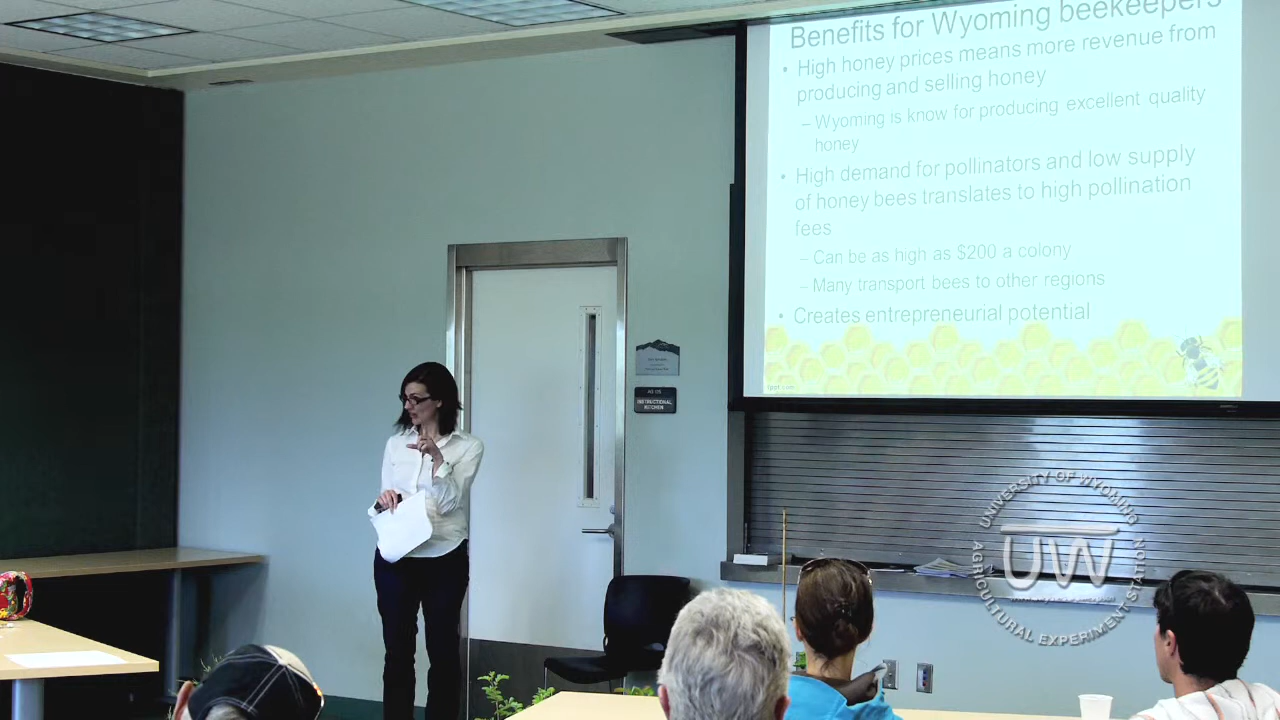 Benefits for Wyoming beekeepers
• High honey prices means more revenue from
producing and selling honey
– Wyoming is know for producing excellent quality
honey
• High demand for pollinators and low supply
of honey bees translates to high pollination
fees
– Can be as high as $200 a colony
– Many transport bees to other regions
• Creates entrepreneurial potential
INSTRUCTIONAL
KITCHEN
UNIVERSITY OF WYOMING
UW
AGRICULTURAL EXPERIMENT STATION